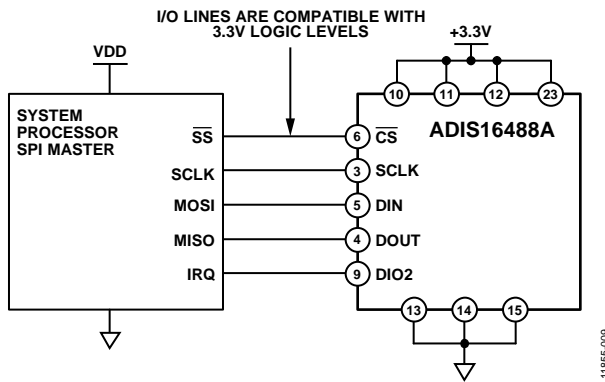 I/O LINES ARE COMPATIBLE WITH
3.3V LOGIC LEVELS
VDD
+3.3V
SYSTEM
PROCESSOR
SPI MASTER
10
11
12
23
ADIS16488A
SS
6
CS
SCLK
3
SCLK
MOSI
5
DIN
MISO
4
DOUT
IRQ
9
DIO2
13
14
15
11855-009